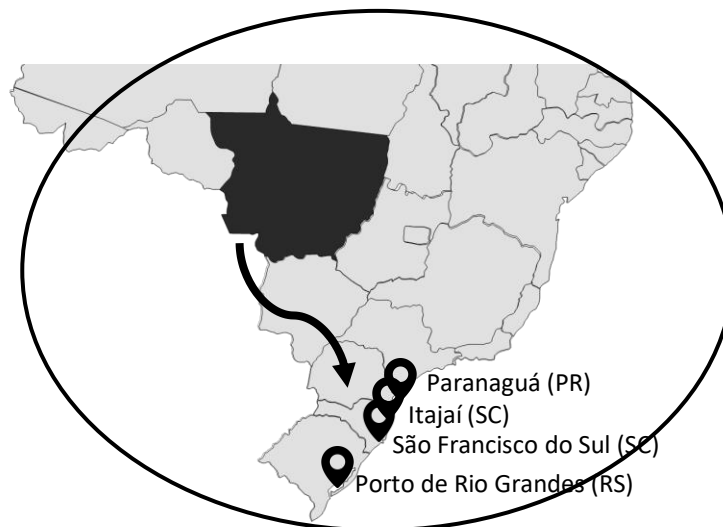 Paranaguá (PR)
Itajaí (SC)
São Francisco do Sul (SC)
Porto de Rio Grandes (RS)